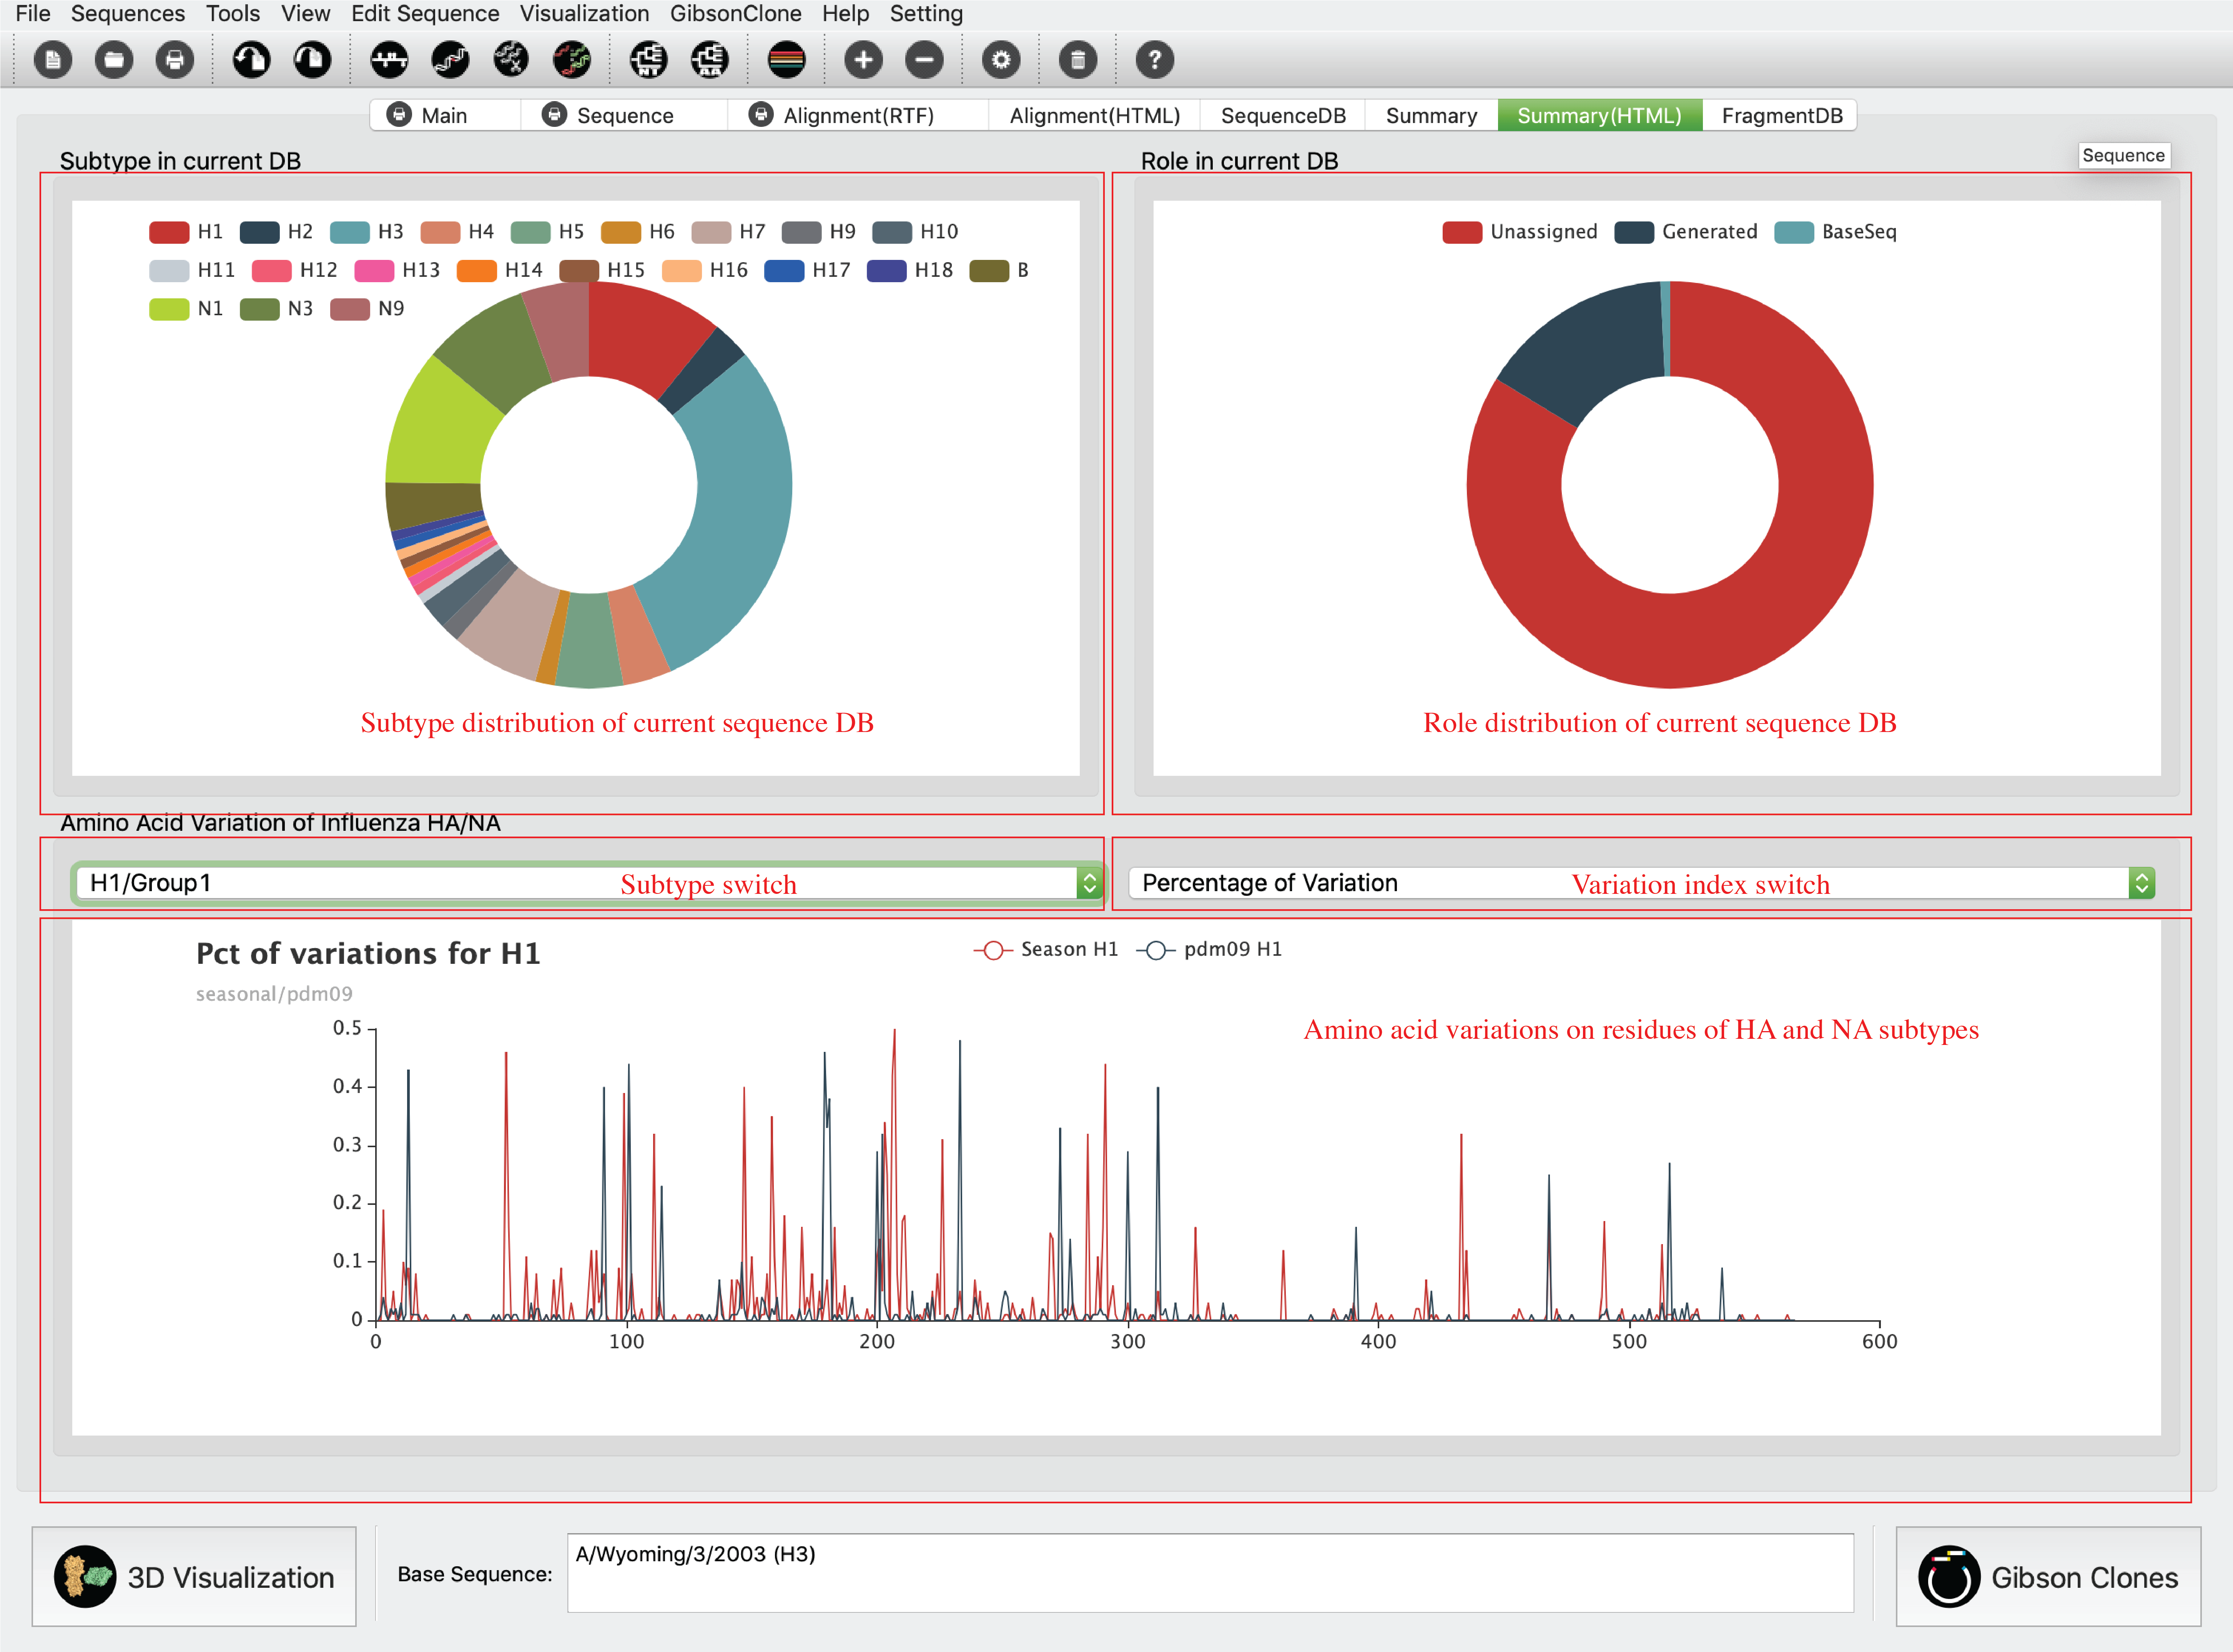 File Sequences Tools View Edit Sequence Visualization GibsonClone Help Setting
NT AA ?
Main Sequence Alignment(RTF) Alignment(HTML) SequenceDB Summary Summary(HTML) FragmentDB
Subtype in current DB
Role in current DB
Sequence
H1 H2 H3 H4 H5 H6 H7 H9 H10
H11 H12 H13 H14 H15 H16 H17 H18 B
N1 N3 N9
Subtype distribution of current sequence DB
Unassigned Generated BaseSeq
Role distribution of current sequence DB
Amino Acid Variation of Influenza HA/NA
H1/Group1 Subtype switch
Percentage of Variation Variation index switch
Pct of variations for H1
seasonal/pdm09
Season H1 pdm09 H1
Amino acid variations on residues of HA and NA subtypes
0.5
0.4
0.3
0.2
0.1
0
0 100 200 300 400 500 600
3D Visualization
Base Sequence:
A/Wyoming/3/2003 (H3)
Gibson Clones